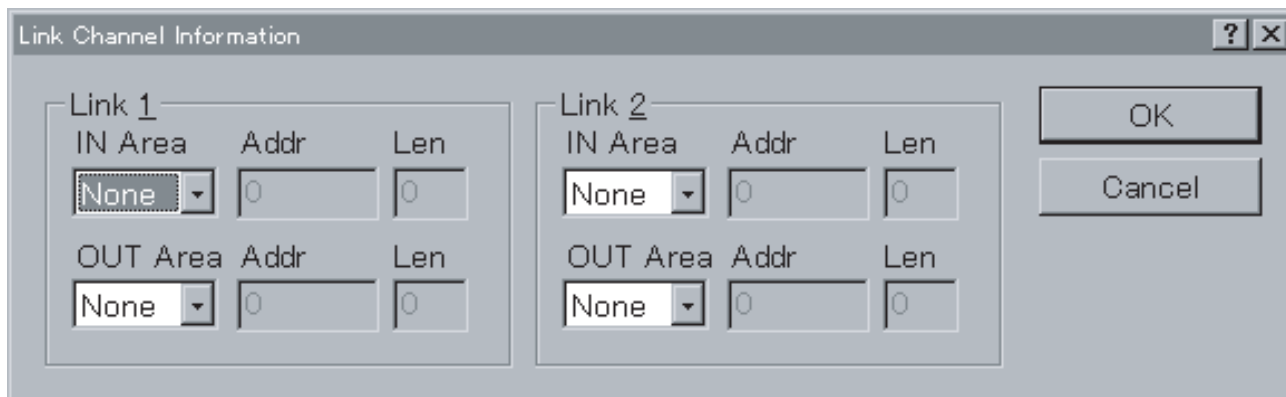 Link Channel Information
? ×
Link 1
IN Area Addr Len
None 0 0
OUT Area Addr Len
None 0 0
Link 2
IN Area Addr Len
None 0 0
OUT Area Addr Len
None 0 0
OK
Cancel